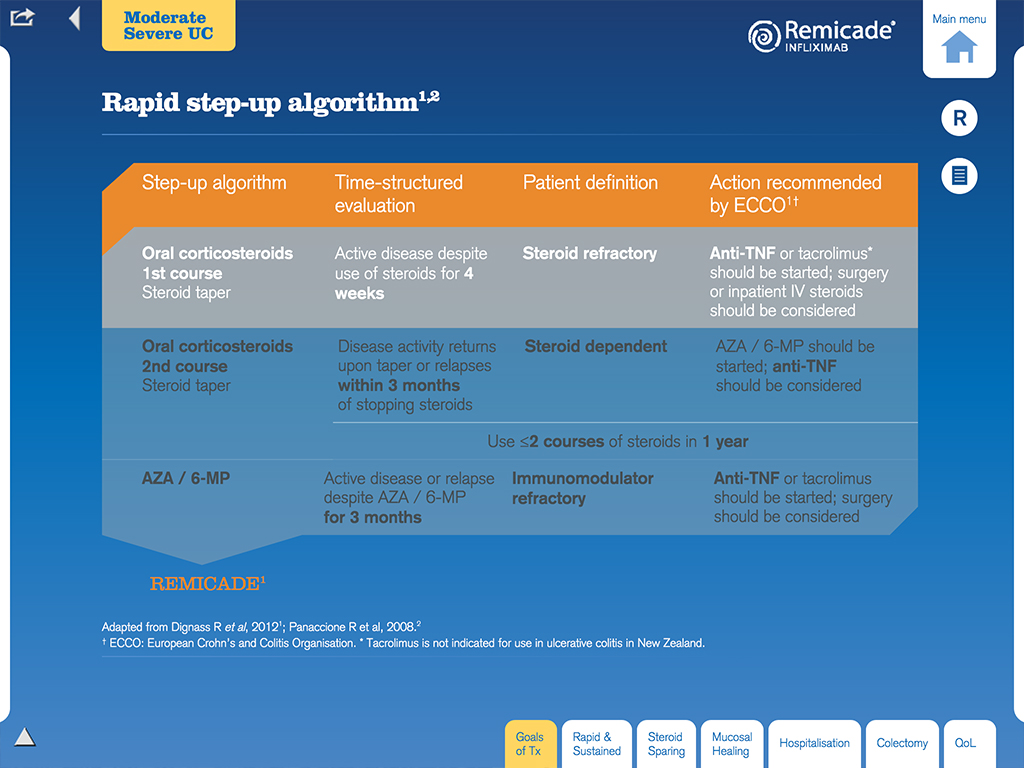 Moderate
Severe UC
Remicade®
INFLIXIMAB
Main menu
Rapid step-up algorithm1,2
R
Step-up algorithm
Time-structured
evaluation
Patient definition
Action recommended
by ECCO1†
Oral corticosteroids
1st course
Steroid taper
Active disease despite
use of steroids for 4
weeks
Steroid refractory
Anti-TNF or tacrolimus*
should be started; surgery
or inpatient IV steroids
should be considered
Oral corticosteroids
2nd course
Steroid taper
Disease activity returns
upon taper or relapses
within 3 months
of stopping steroids
Steroid dependent
AZA / 6-MP should be
started; anti-TNF
should be considered
Use ≤2 courses of steroids in 1 year
AZA / 6-MP
Active disease or relapse
despite AZA / 6-MP
for 3 months
Immunomodulator
refractory
Anti-TNF or tacrolimus
should be started; surgery
should be considered
REMICADE1
Adapted from Dignass R et al, 20121; Panaccione R et al, 2008.2
† ECCO: European Crohn's and Colitis Organisation. * Tacrolimus is not indicated for use in ulcerative colitis in New Zealand.
Goals
of Tx
Rapid &
Sustained
Steroid
Sparing
Mucosal
Healing
Hospitalisation
Colectomy
QoL